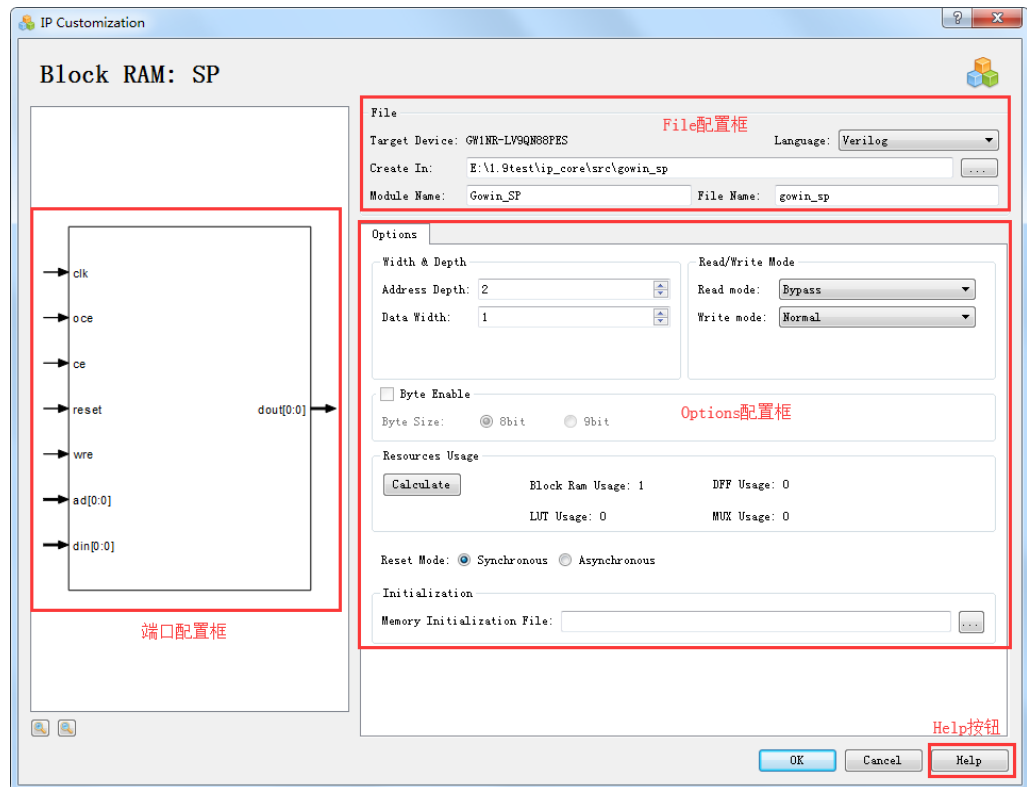 IP Customization
Block RAM: SP
File
File配置框
Target Device: GW1NR-LV9QN88PES
Language: Verilog
Create In: E:\1.9test\ip_core\src\gowin_sp ...
Module Name: Gowin_SP File Name: gowin_sp
clk
oce
ce
reset
wre
ad[0:0]
din[0:0]
dout[0:0]
端口配置框
Options
Width & Depth
Address Depth: 2
Data Width: 1
Read/Write Mode
Read mode: Bypass
Write mode: Normal
Byte Enable
Byte Size: 8bit 9bit
Options配置框
Resources Usage
Calculate Block Ram Usage: 1 DFF Usage: 0
LUT Usage: 0 MUX Usage: 0
Reset Mode: Synchronous Asynchronous
Initialization
Memory Initialization File: ...
Help按钮
OK Cancel Help